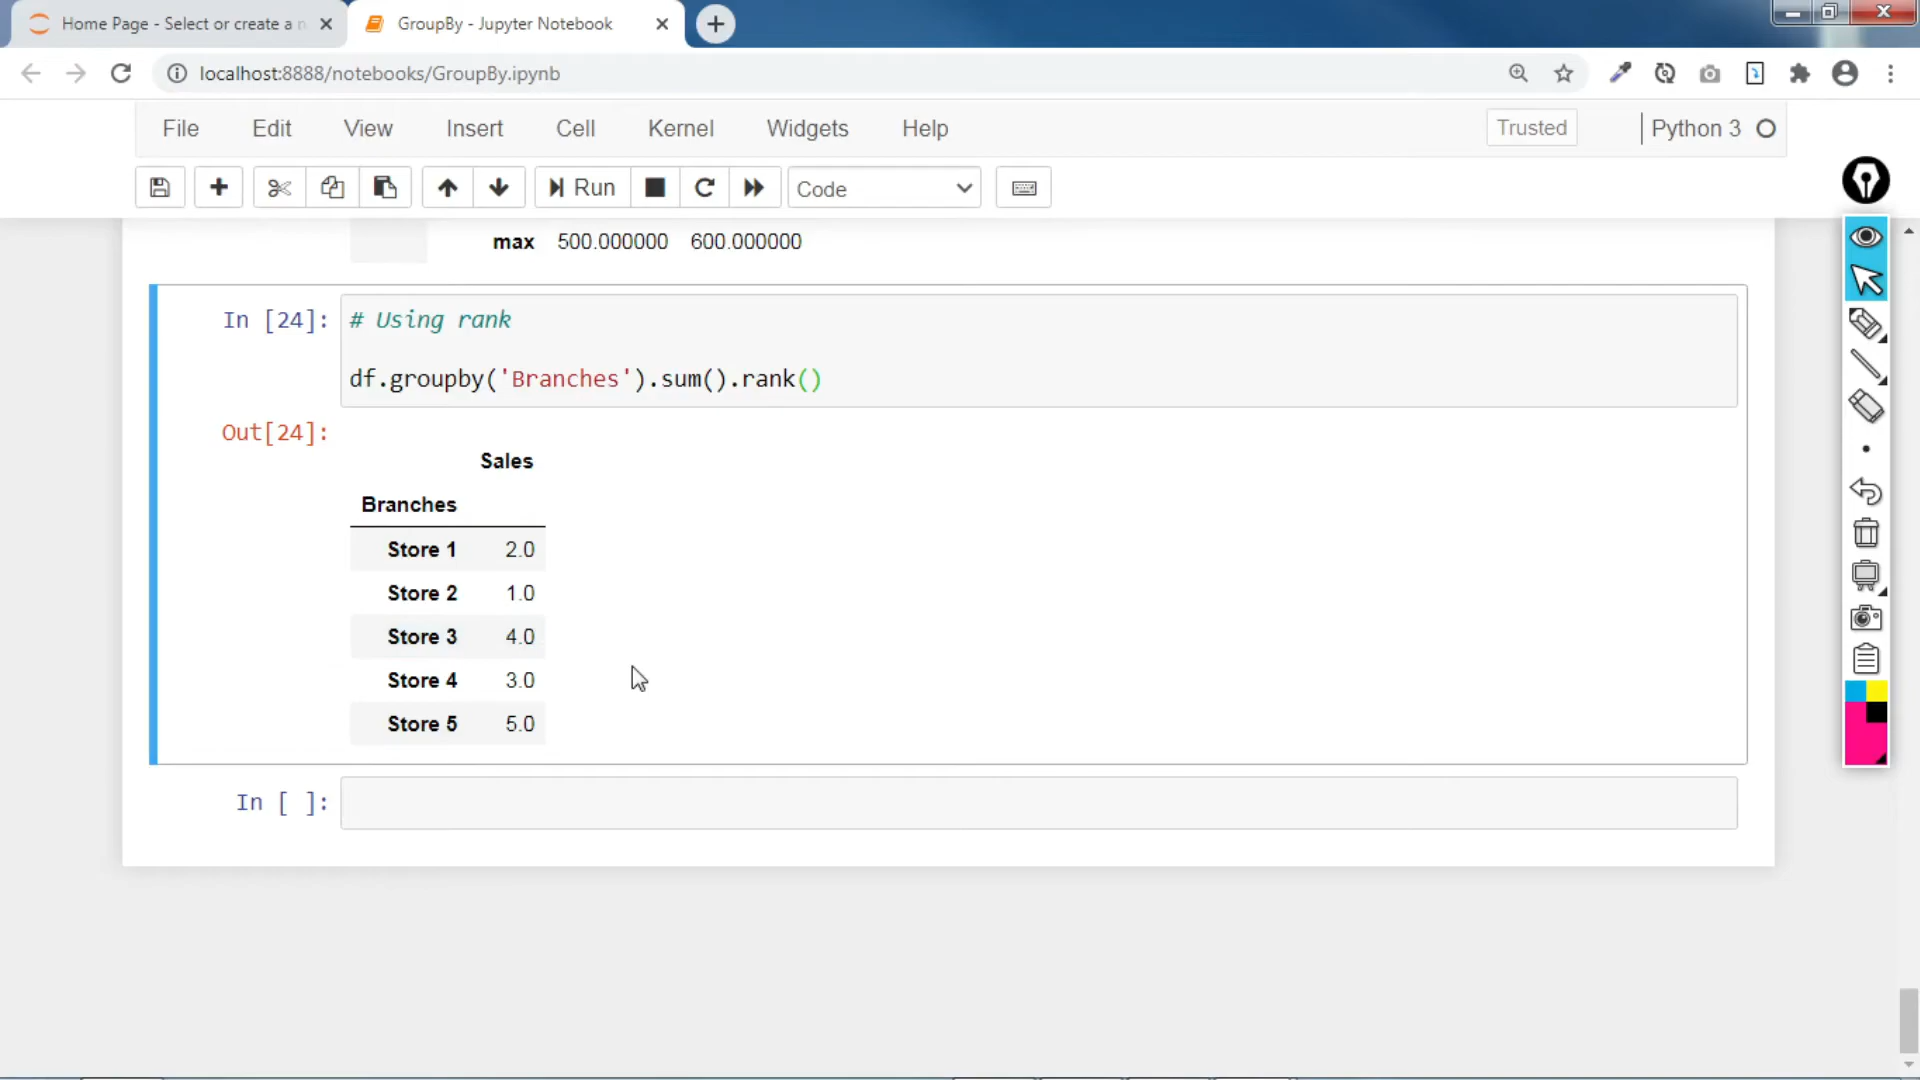 Home Page - Select or create a n
GroupBy - Jupyter Notebook
localhost:8888/notebooks/GroupBy.ipynb
File Edit View Insert Cell Kernel Widgets Help Trusted Python 3
Run Code
max 500.000000 600.000000
In [24]: # Using rank
df.groupby('Branches').sum().rank()
Out[24]:
Sales
Branches
Store 1 2.0
Store 2 1.0
Store 3 4.0
Store 4 3.0
Store 5 5.0
In [ ]: